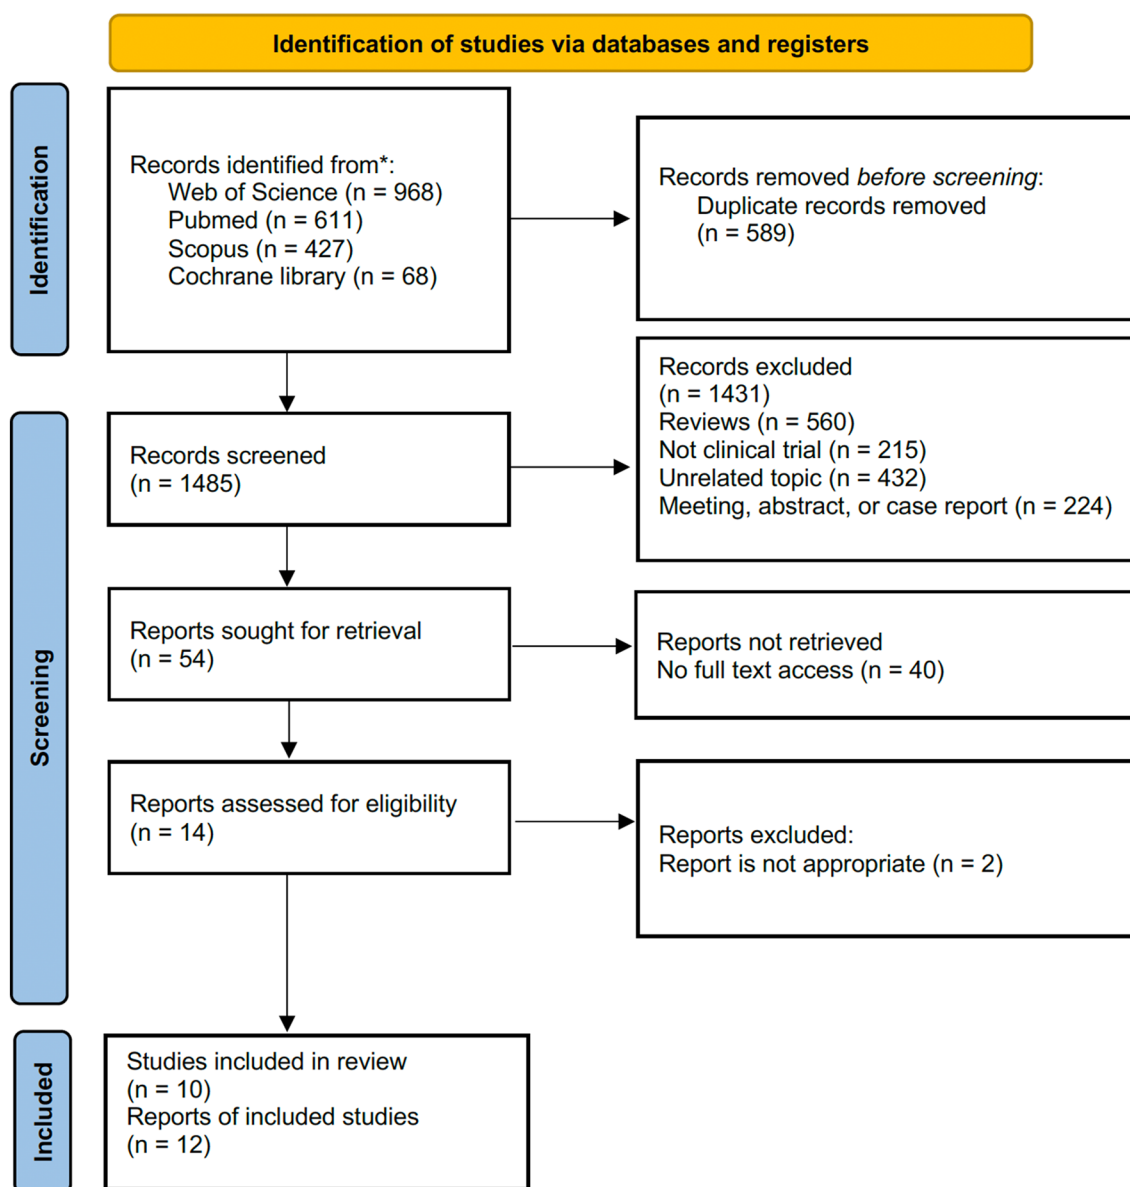 Identification of studies via databases and registers
Identification
Records identified from*:
Web of Science (n = 968)
Pubmed (n = 611)
Scopus (n = 427)
Cochrane library (n = 68)
Records removed before screening:
Duplicate records removed
(n = 589)
Screening
Records screened
(n = 1485)
Records excluded
(n = 1431)
Reviews (n = 560)
Not clinical trial (n = 215)
Unrelated topic (n = 432)
Meeting, abstract, or case report (n = 224)
Reports sought for retrieval
(n = 54)
Reports not retrieved
No full text access (n = 40)
Reports assessed for eligibility
(n = 14)
Reports excluded:
Report is not appropriate (n = 2)
Included
Studies included in review
(n = 10)
Reports of included studies
(n = 12)